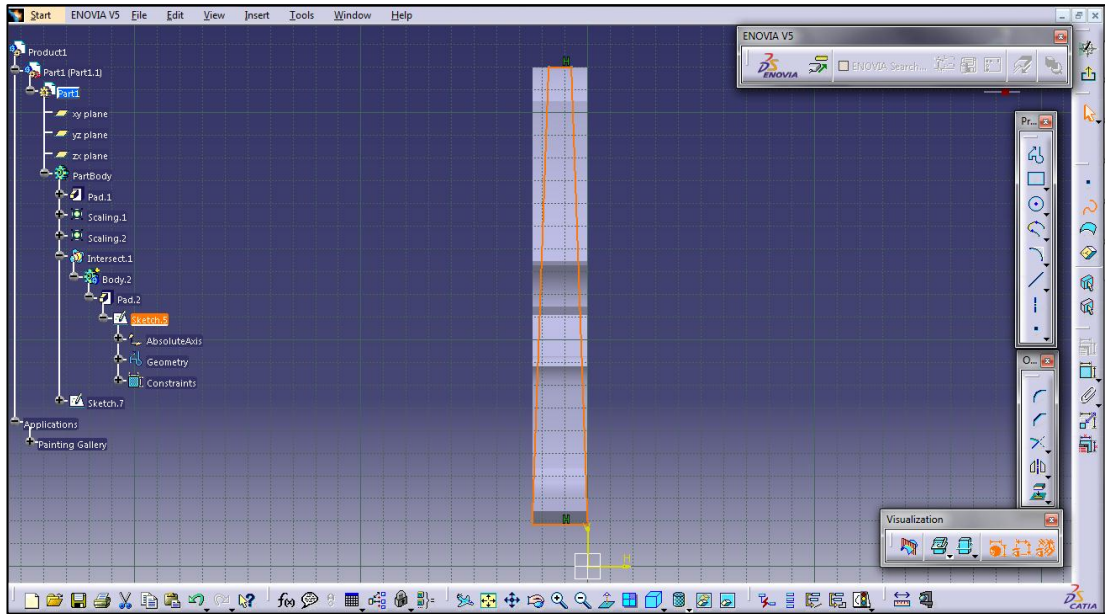 Start ENOVIA V5 File Edit View Insert Tools Window Help
ENOVIA V5
ENOVIA
ENOVIA Search...
Product1
Part1 (Part1.1)
Part1
xy plane
yz plane
zx plane
PartBody
Pad.1
Scaling.1
Scaling.2
Intersect.1
Body.2
Pad.2
Sketch.5
AbsoluteAxis
Geometry
Constraints
Sketch.7
Applications
Painting Gallery
H
H
H
Pr...
O...
Visualization
f(x)
CATIA